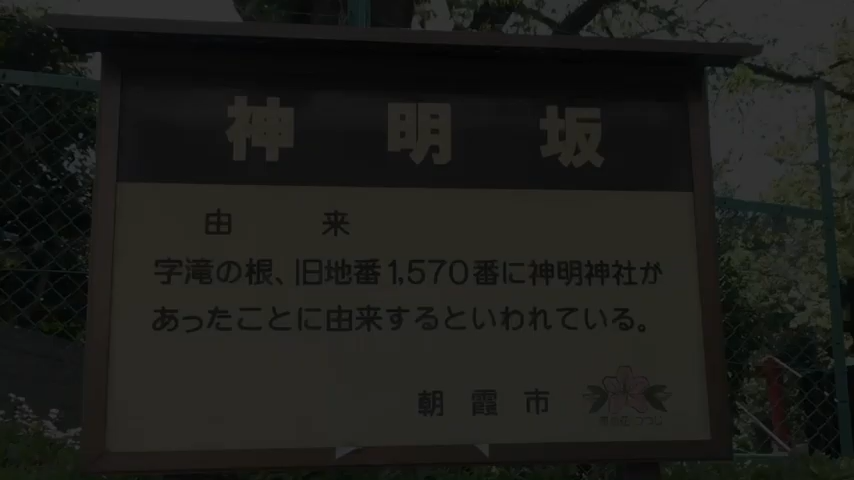 神明坂
由来
字滝の根、旧地番1,570番に神明神社が
あったことに由来するといわれている。
朝霞市